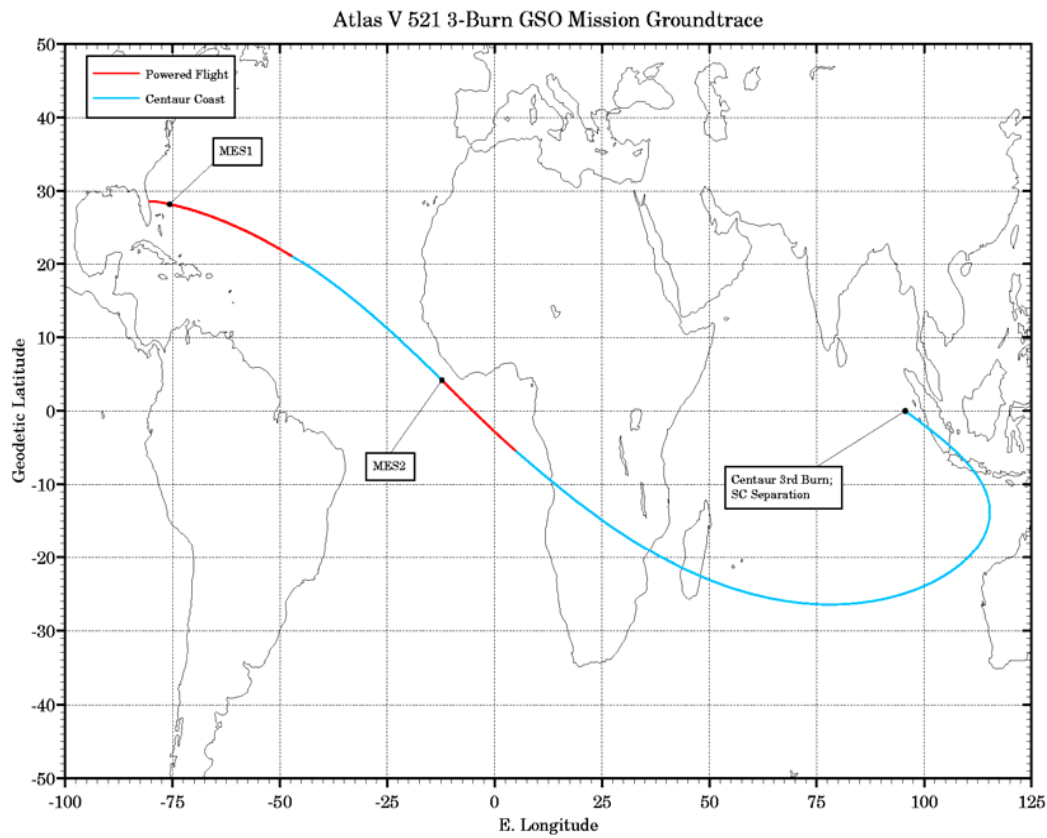 Atlas V 521 3-Burn GSO Mission Groundtrace
50
40
30
20
10
0
-10
-20
-30
-40
-50
Geodetic Latitude
Powered Flight
Centaur Coast
MES1
MES2
Centaur 3rd Burn;
SC Separation
-100 -75 -50 -25 0 25 50 75 100 125
E. Longitude